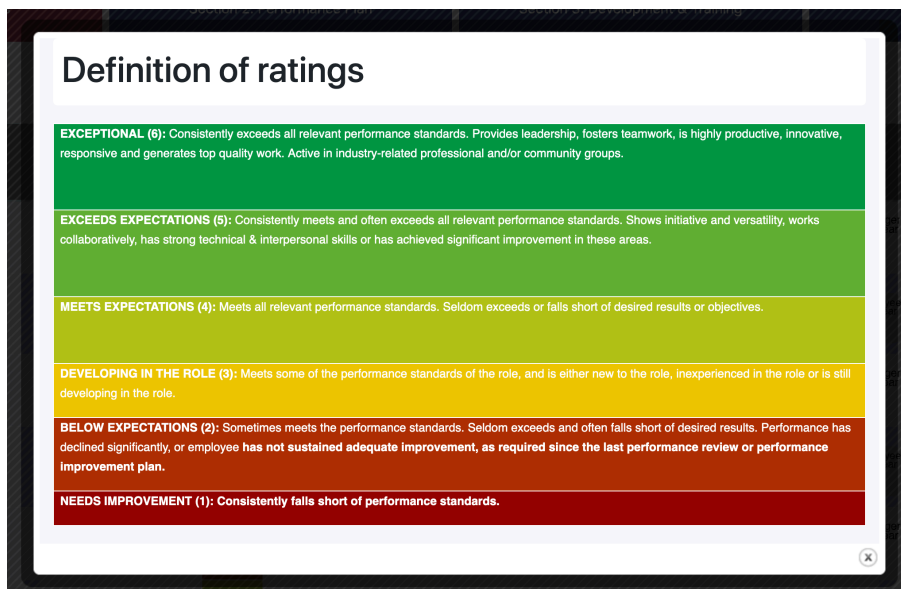 Section 2: Performance Plan
Section 3: Development & Training
Definition of ratings
EXCEPTIONAL (6): Consistently exceeds all relevant performance standards. Provides leadership, fosters teamwork, is highly productive, innovative,
responsive and generates top quality work. Active in industry-related professional and/or community groups.
EXCEEDS EXPECTATIONS (5): Consistently meets and often exceeds all relevant performance standards. Shows initiative and versatility, works
collaboratively, has strong technical & interpersonal skills or has achieved significant improvement in these areas.
MEETS EXPECTATIONS (4): Meets all relevant performance standards. Seldom exceeds or falls short of desired results or objectives.
DEVELOPING IN THE ROLE (3): Meets some of the performance standards of the role, and is either new to the role, inexperienced in the role or is still
developing in the role.
BELOW EXPECTATIONS (2): Sometimes meets the performance standards. Seldom exceeds and often falls short of desired results. Performance has
declined significantly, or employee has not sustained adequate improvement, as required since the last performance review or performance
improvement plan.
NEEDS IMPROVEMENT (1): Consistently falls short of performance standards.
x